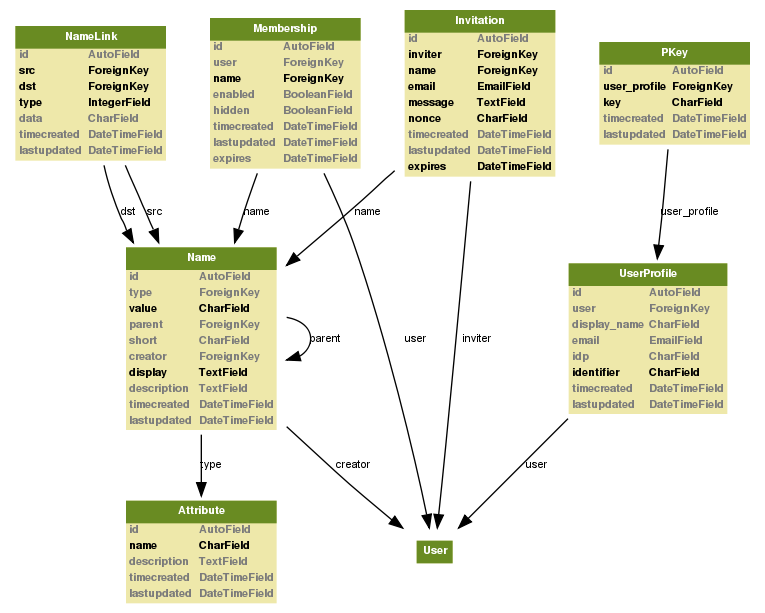 NameLink
id AutoField
src ForeignKey
dst ForeignKey
type IntegerField
data CharField
timecreated DateTimeField
lastupdated DateTimeField
Membership
id AutoField
user ForeignKey
name ForeignKey
enabled BooleanField
hidden BooleanField
timecreated DateTimeField
lastupdated DateTimeField
expires DateTimeField
Invitation
id AutoField
inviter ForeignKey
name ForeignKey
email EmailField
message TextField
nonce CharField
timecreated DateTimeField
lastupdated DateTimeField
expires DateTimeField
PKey
id AutoField
user_profile ForeignKey
key CharField
timecreated DateTimeField
lastupdated DateTimeField
dst
src
name
name
user_profile
Name
id AutoField
type ForeignKey
value CharField
parent ForeignKey
short CharField
creator ForeignKey
display TextField
description TextField
timecreated DateTimeField
lastupdated DateTimeField
parent
user
inviter
UserProfile
id AutoField
user ForeignKey
display_name CharField
email EmailField
idp CharField
identifier CharField
timecreated DateTimeField
lastupdated DateTimeField
type
creator
user
Attribute
id AutoField
name CharField
description TextField
timecreated DateTimeField
lastupdated DateTimeField
User